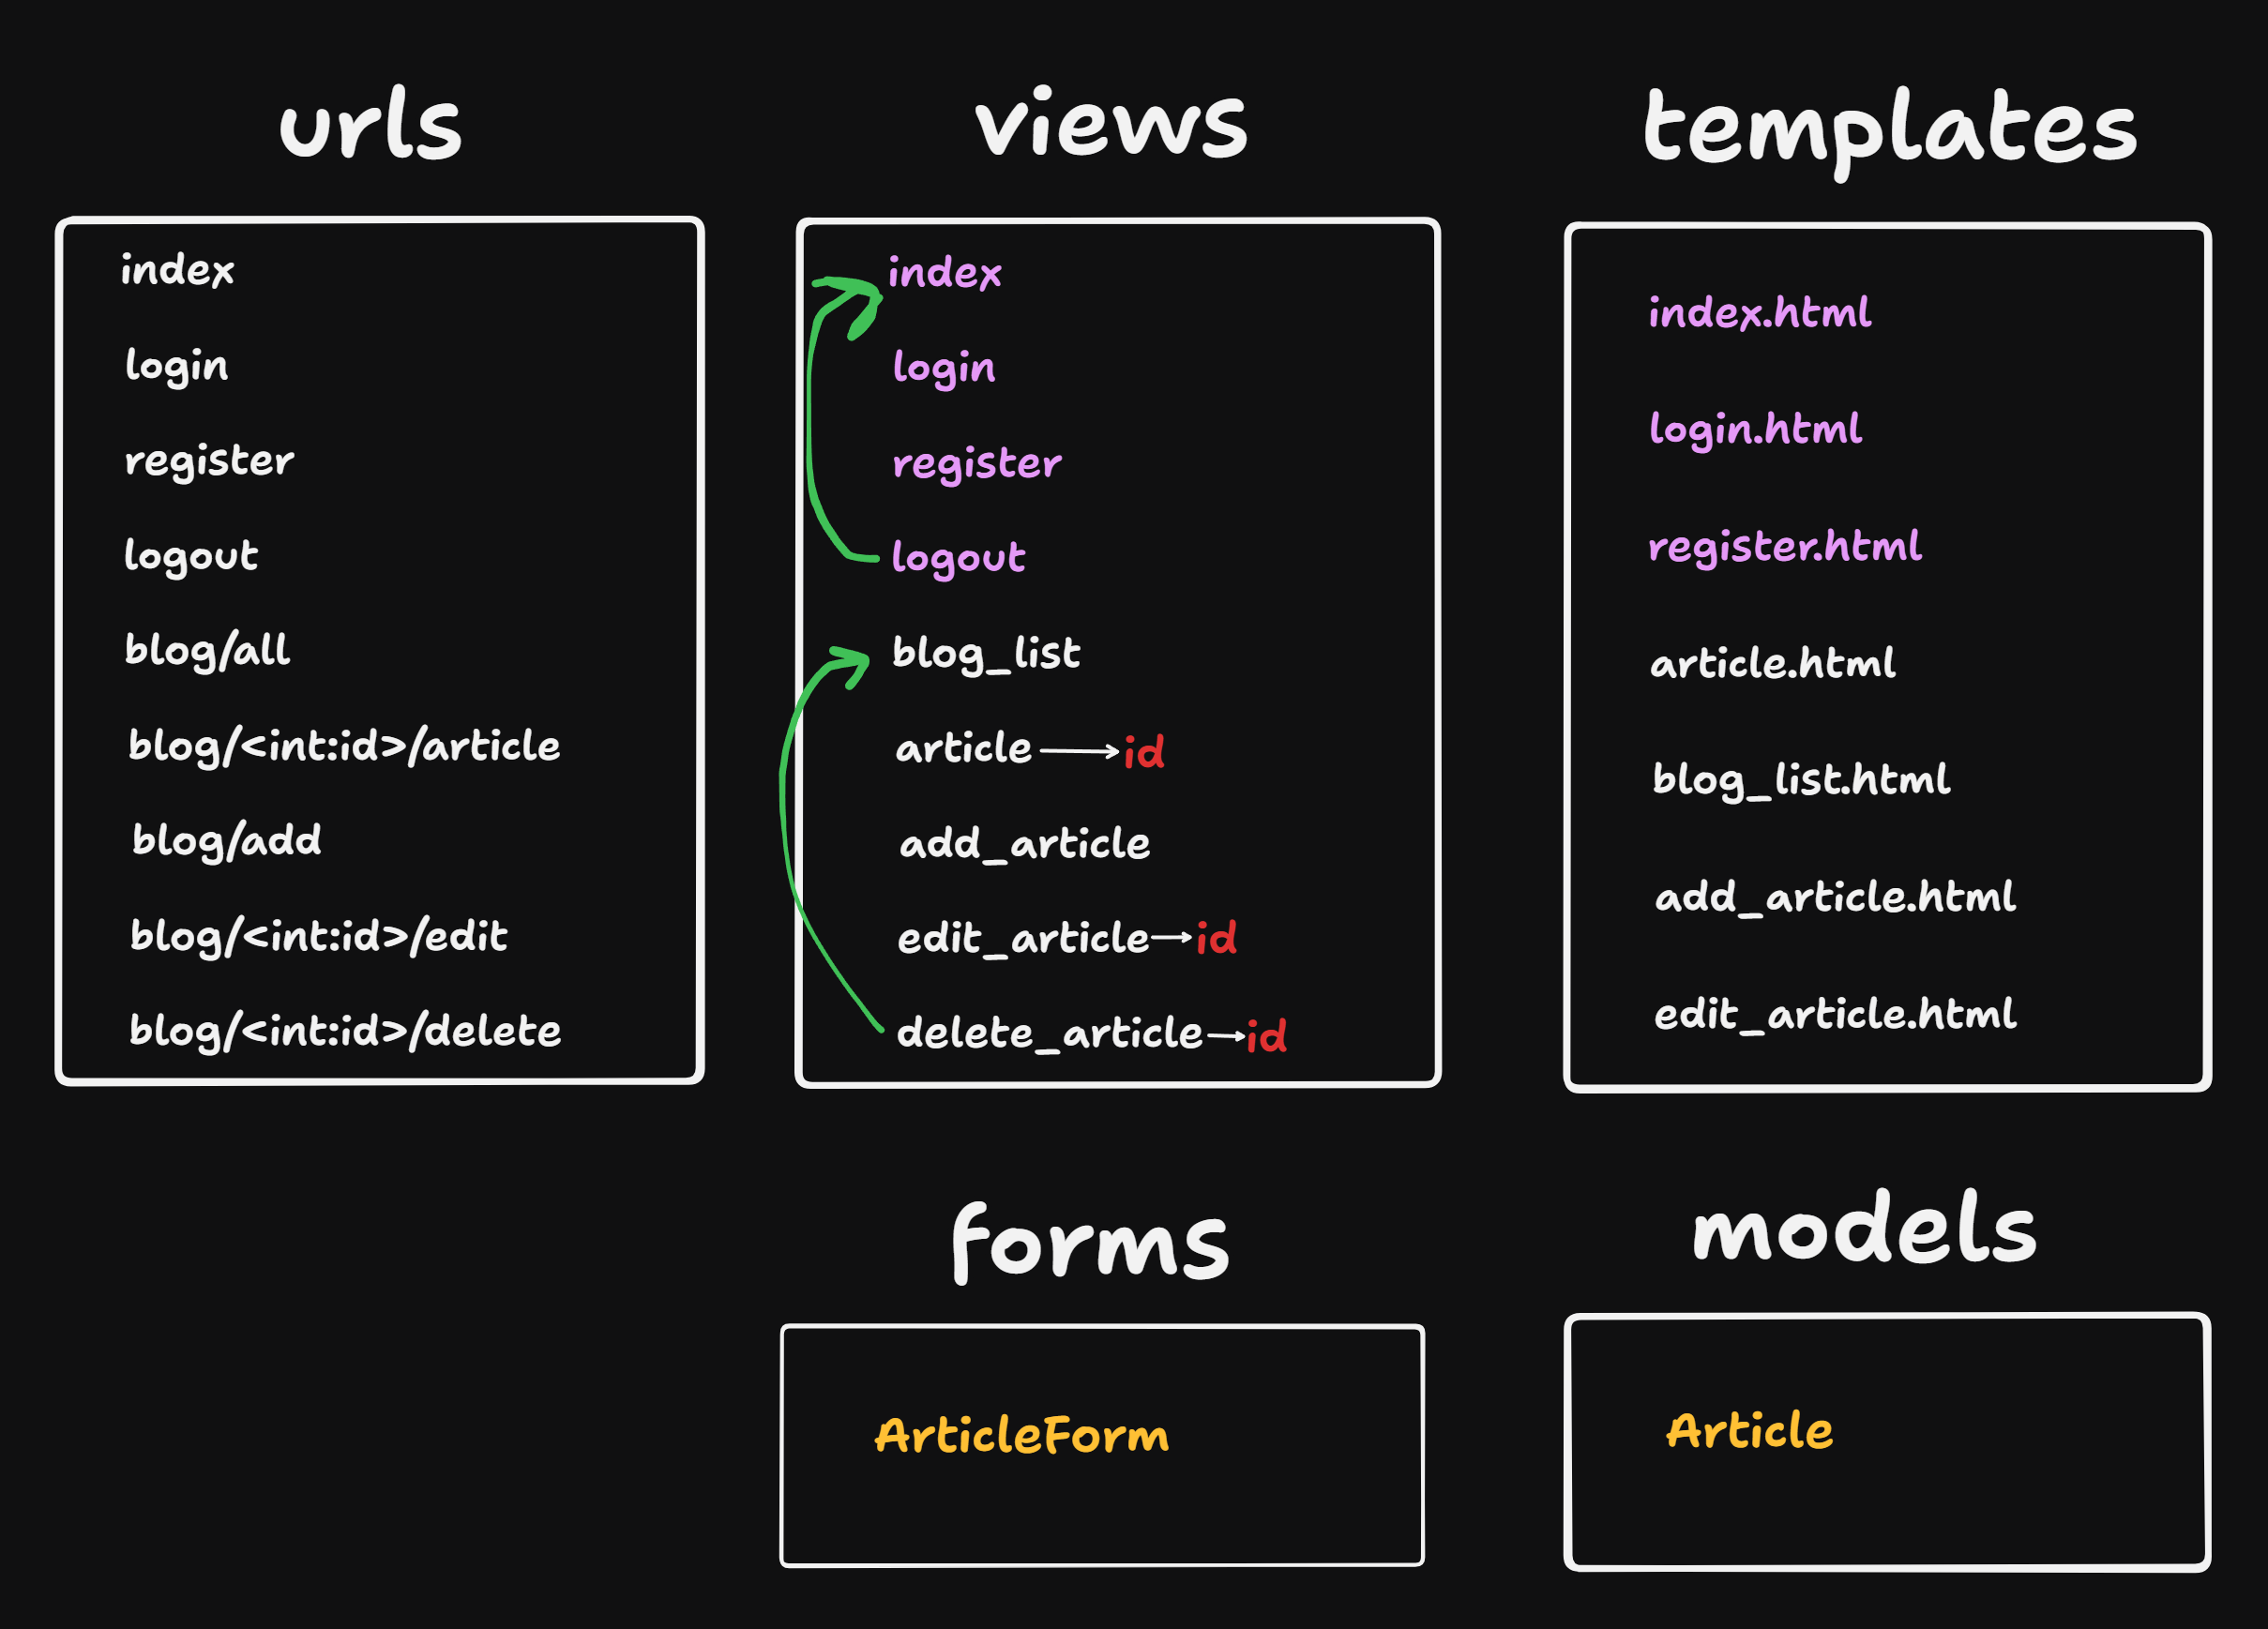 urls
index
login
register
logout
blog/all
blog/<int:id>/article
blog/add
blog/<int:id>/edit
blog/<int:id>/delete
views
index
login
register
logout
blog_list
article id
add_article
edit_article id
delete_article id
templates
index.html
login.html
register.html
article.html
blog_list.html
add_article.html
edit_article.html
forms
ArticleForm
models
Article